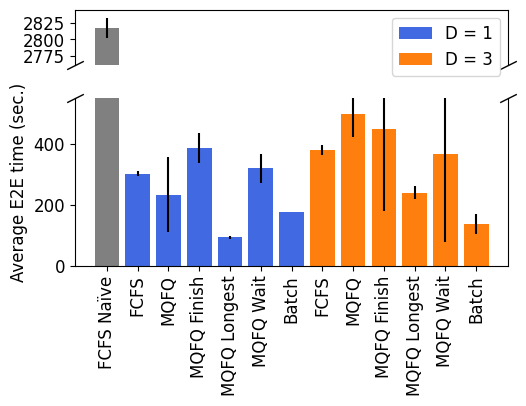 2825
2800
2775
D = 1
D = 3
Average E2E time (sec.)
400
200
0
FCFS Naïve
FCFS
MQFQ
MQFQ Finish
MQFQ Longest
MQFQ Wait
Batch
FCFS
MQFQ
MQFQ Finish
MQFQ Longest
MQFQ Wait
Batch